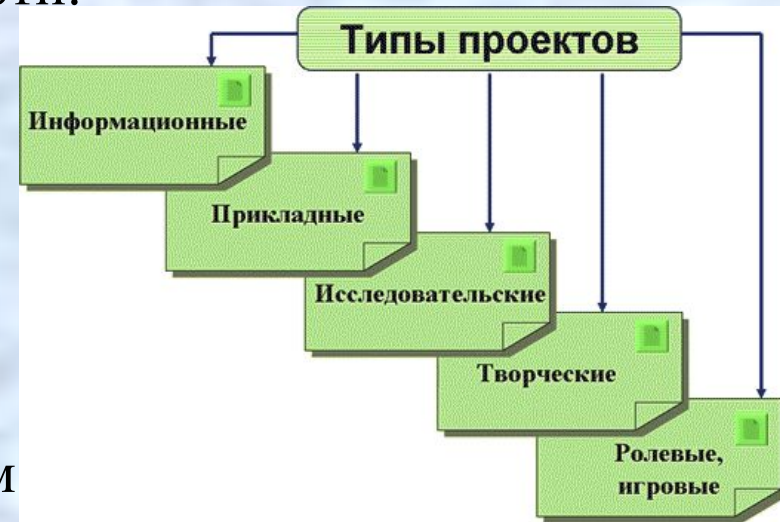 Типы проектов
Информационные
Прикладные
Исследовательские
Творческие
Ролевые,
игровые